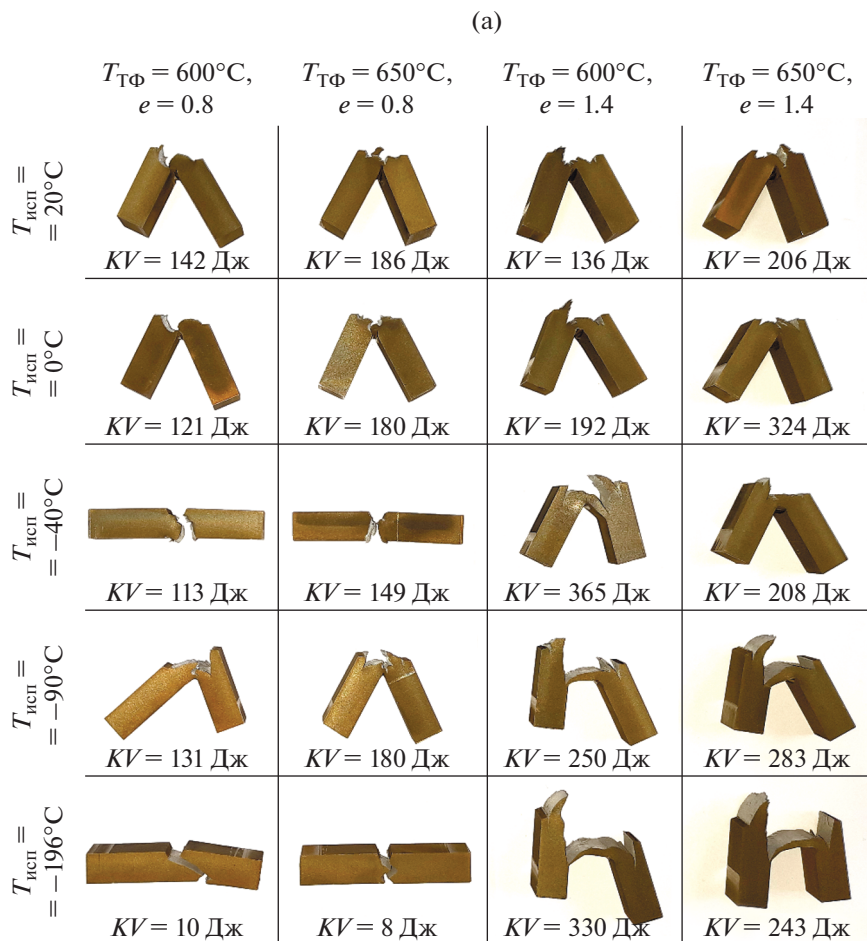 (a)
T_ТФ = 600°C, T_ТФ = 650°C, T_ТФ = 600°C, T_ТФ = 650°C,
e = 0.8 e = 0.8 e = 1.4 e = 1.4
T_исп =
= 20°C
KV = 142 Дж KV = 186 Дж KV = 136 Дж KV = 206 Дж
T_исп =
= 0°C
KV = 121 Дж KV = 180 Дж KV = 192 Дж KV = 324 Дж
T_исп =
= −40°C
KV = 113 Дж KV = 149 Дж KV = 365 Дж KV = 208 Дж
T_исп =
= −90°C
KV = 131 Дж KV = 180 Дж KV = 250 Дж KV = 283 Дж
T_исп =
= −196°C
KV = 10 Дж KV = 8 Дж KV = 330 Дж KV = 243 Дж